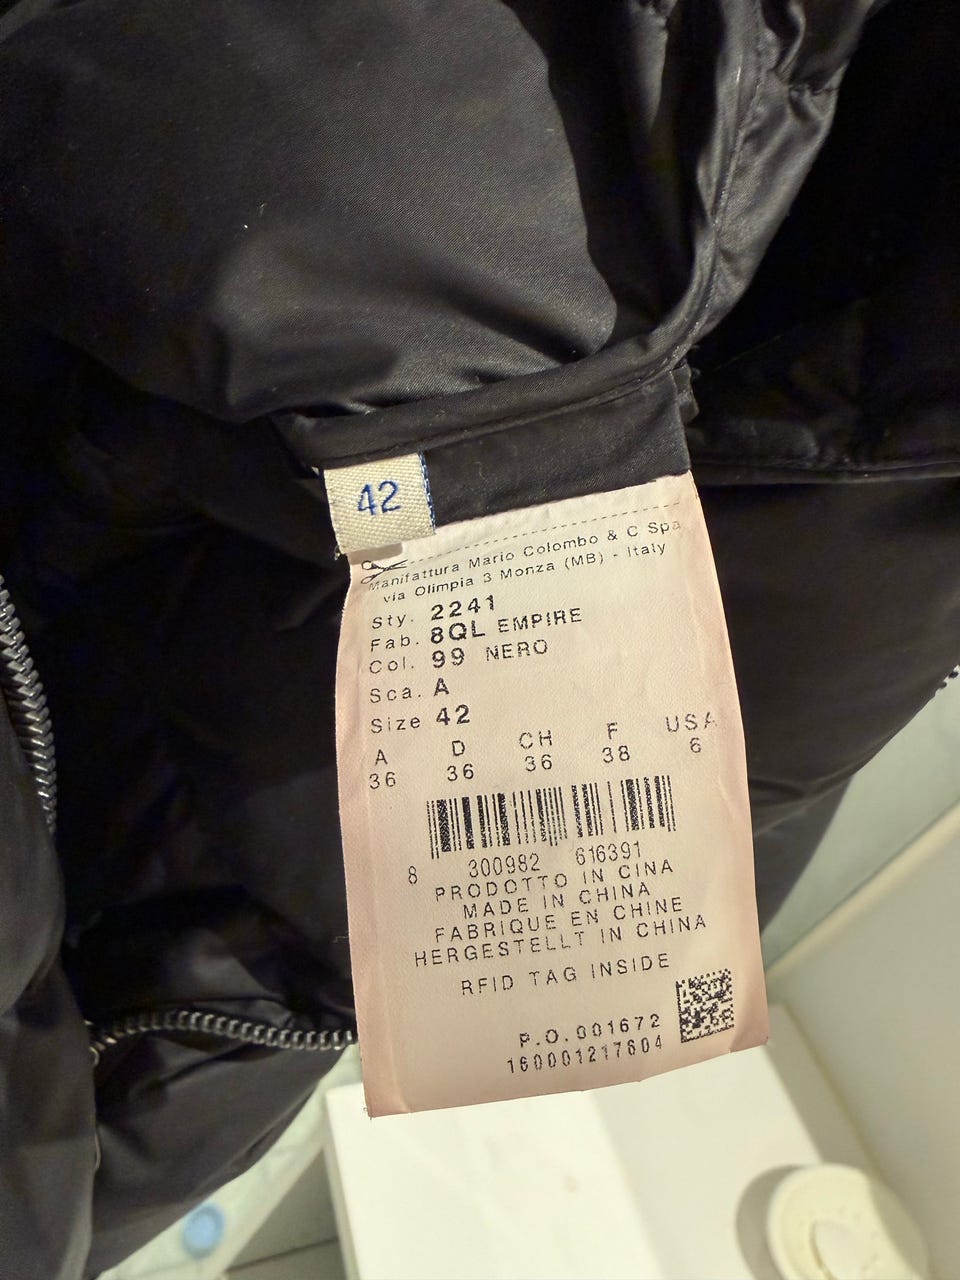 42
Manifattura Mario Colombo & C Spa
via Olimpia 3 Monza (MB) - Italy
Sty. 2241
Fab. 8QL EMPIRE
Col. 99 NERO
Sca. A
Size 42
A D CH F USA
36 36 36 38 6
8 300982 616391
PRODOTTO IN CINA
MADE IN CHINA
FABRIQUE EN CHINE
HERGESTELLT IN CHINA
RFID TAG INSIDE
P.O. 001672
160001217604